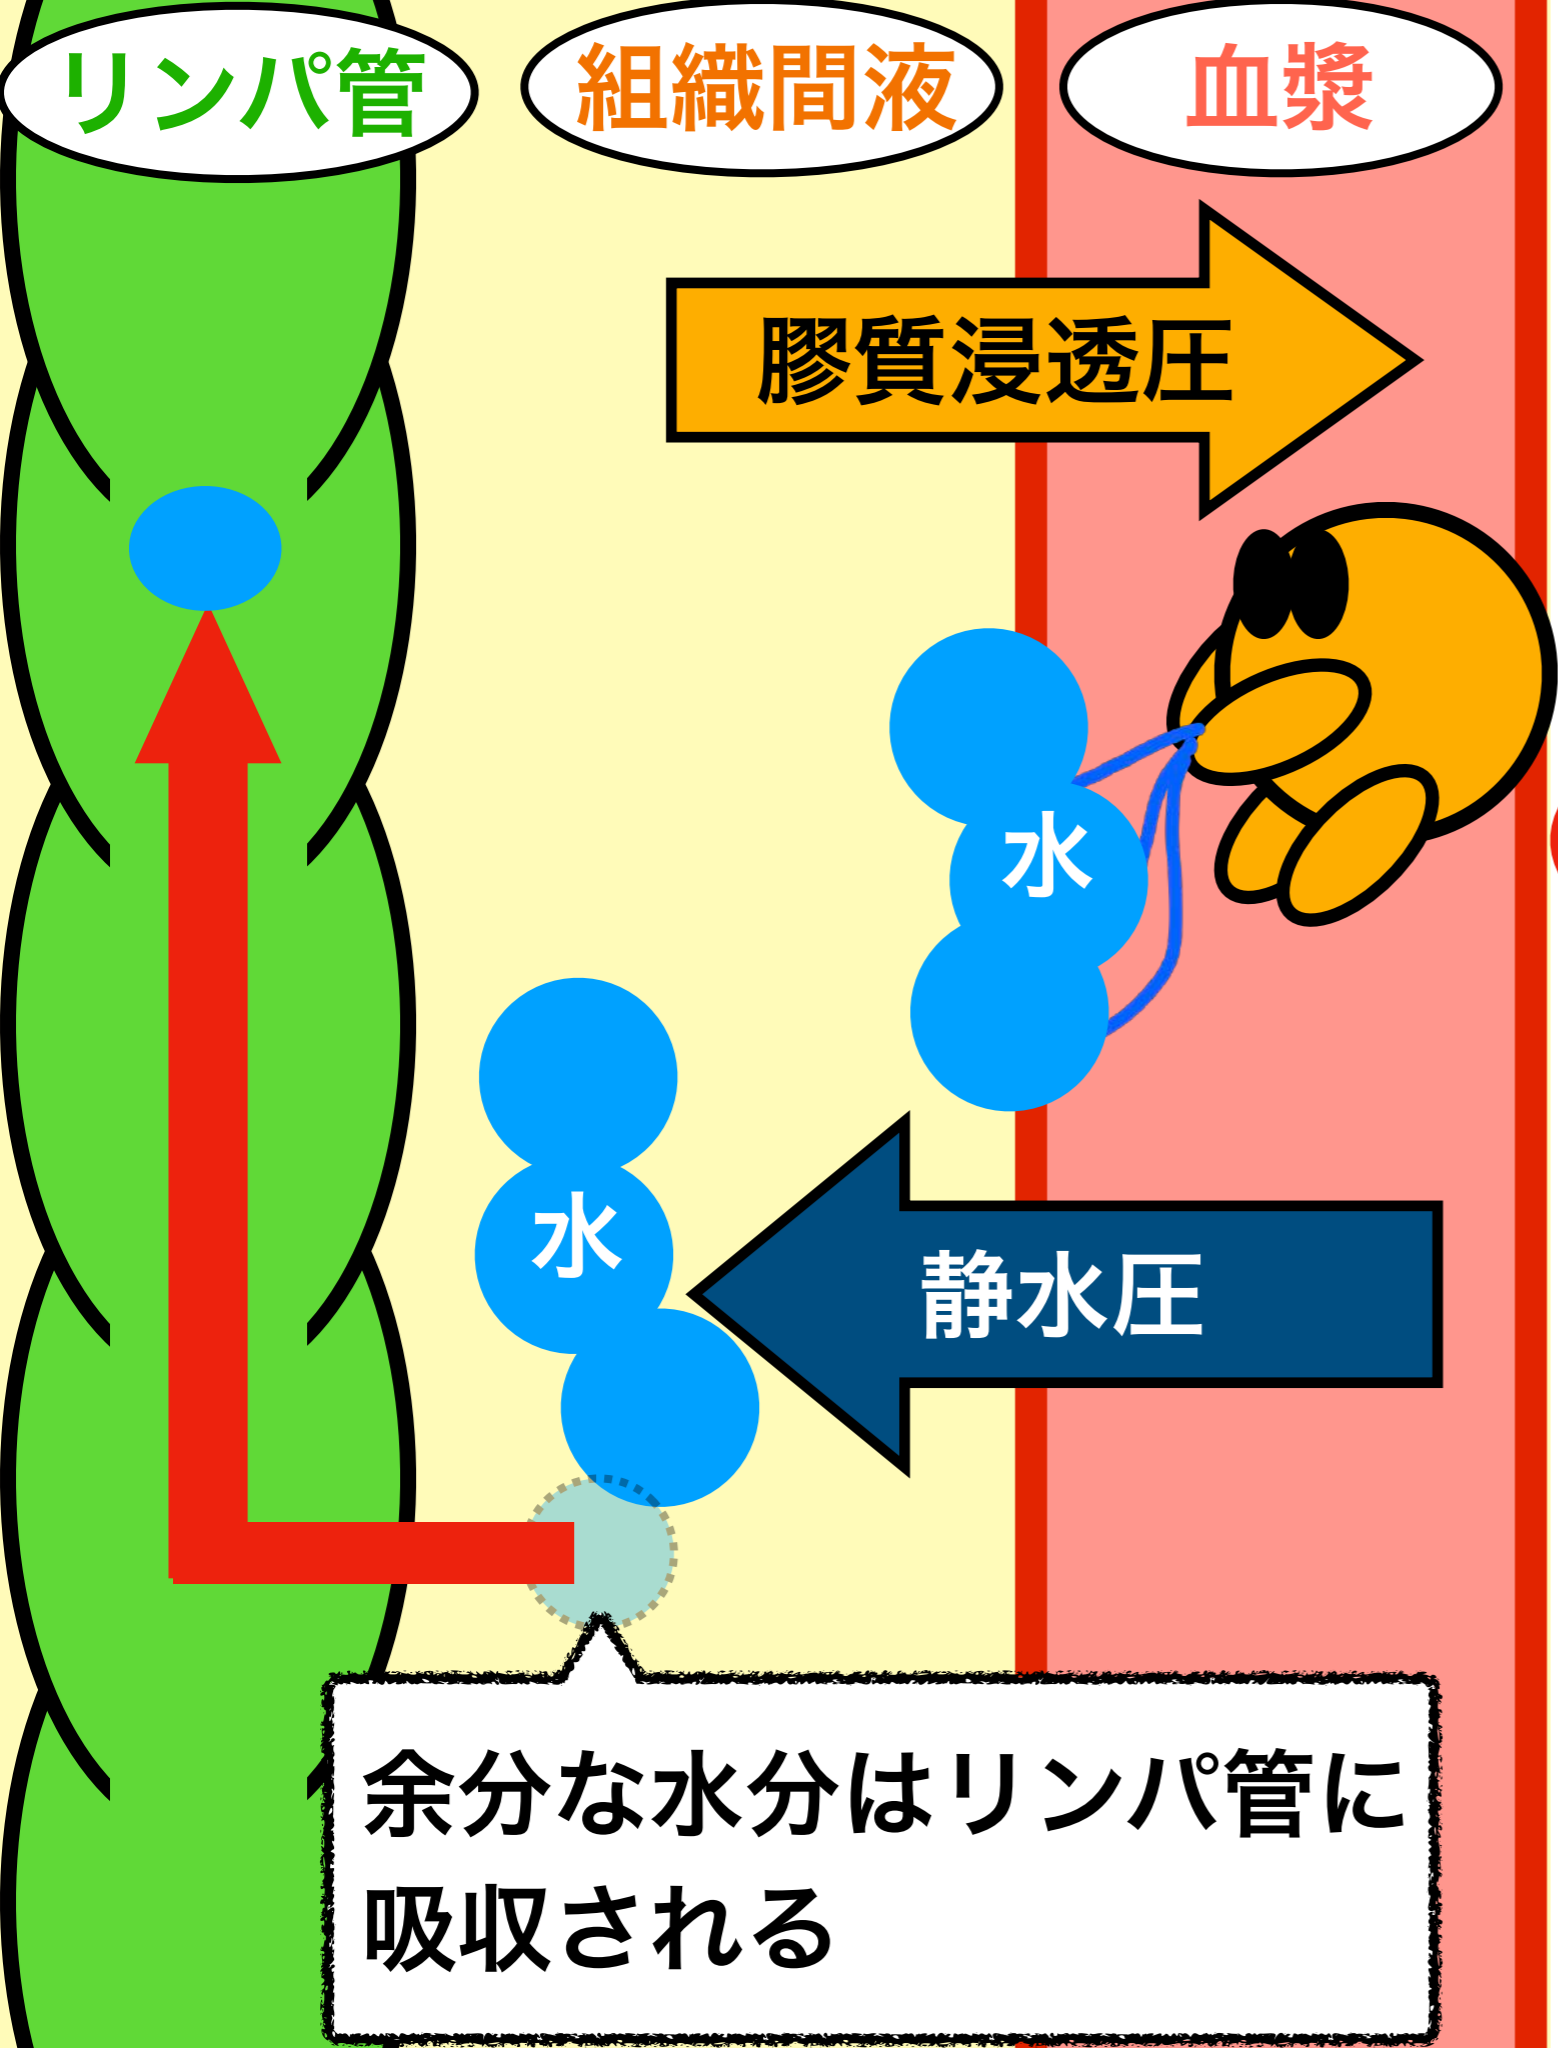 リンパ管
組織間液
血漿
膠質浸透圧
水
水
静水圧
余分な水分はリンパ管に
吸収される